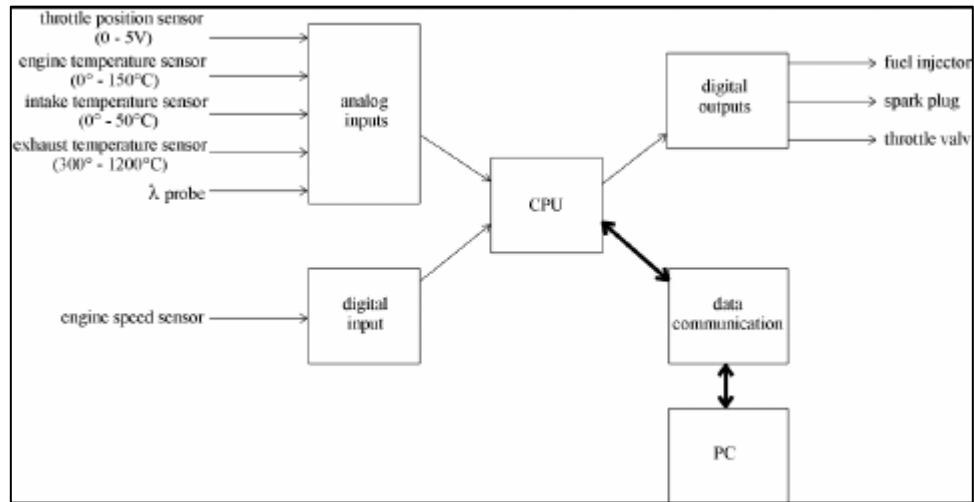 throttle position sensor
(0 - 5V)
engine temperature sensor
(0° - 150°C)
intake temperature sensor
(0° - 50°C)
exhaust temperature sensor
(300° - 1200°C)
λ probe
analog
inputs
engine speed sensor
digital
input
CPU
digital
outputs
fuel injector
spark plug
throttle valv
data
communication
PC